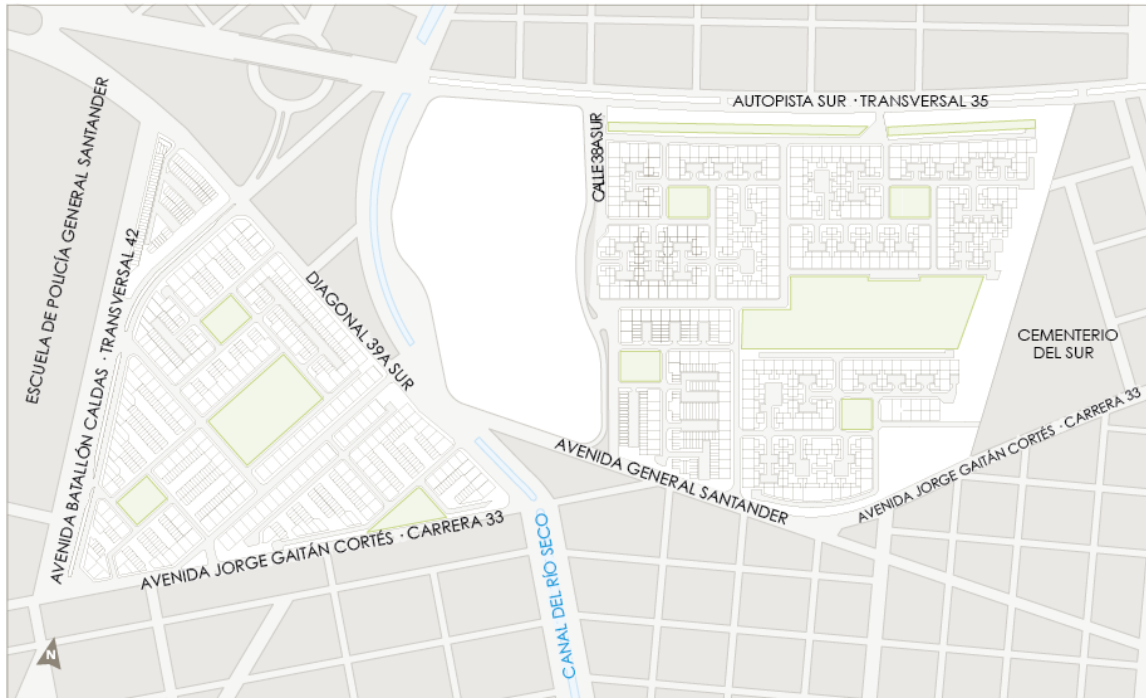 AUTOPISTA SUR · TRANSVERSAL 35
CALLE 38A SUR
ESCUELA DE POLICÍA GENERAL SANTANDER
AVENIDA BATALLÓN CALDAS · TRANSVERSAL 42
DIAGONAL 39A SUR
CEMENTERIO
DEL SUR
AVENIDA GENERAL SANTANDER
AVENIDA JORGE GAITÁN CORTÉS · CARRERA 33
AVENIDA JORGE GAITÁN CORTÉS · CARRERA 33
CANAL DEL RÍO SECO
N